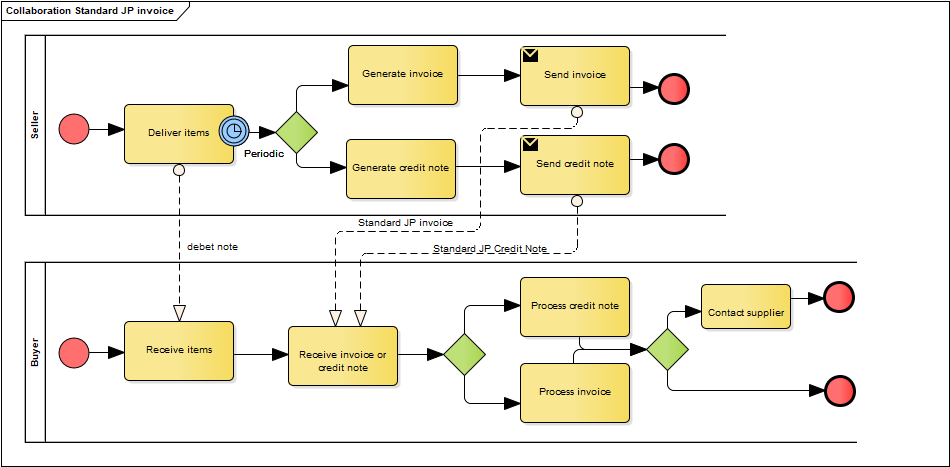 Collaboration Standard JP invoice
Seller
Deliver items
Periodic
Generate invoice
Send invoice
Generate credit note
Send credit note
Standard JP invoice
debet note
Standard JP Credit Note
Buyer
Receive items
Receive invoice or
credit note
Process credit note
Process invoice
Contact supplier